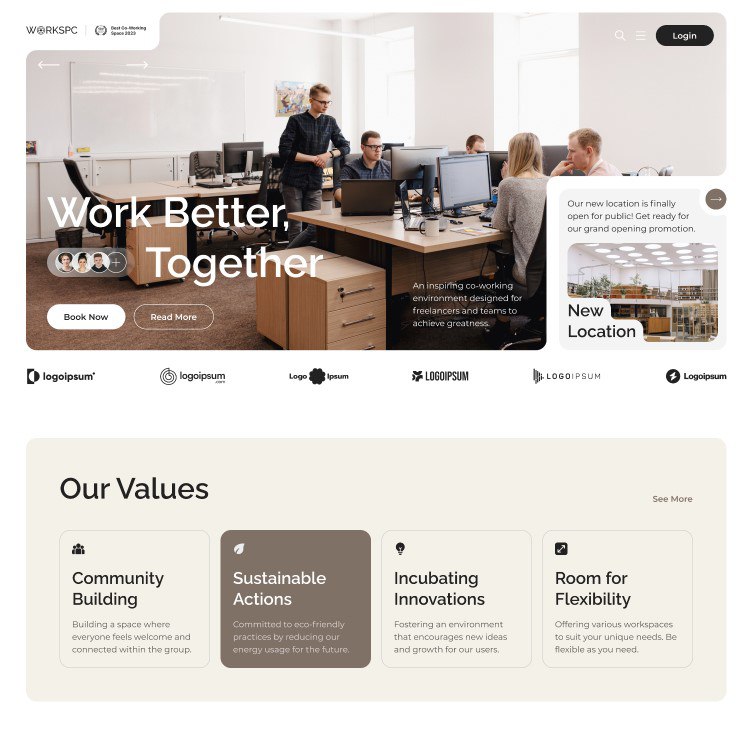 WORKSPC
Best Co-Working
Space 2023
Login
Work Better,
Together
Book Now
Read More
An inspiring co-working
environment designed for
freelancers and teams to
achieve greatness.
Our new location is finally
open for public! Get ready for
our grand opening promotion.
New
Location
logoipsum
logoipsum
.com
Logo Ipsum
LOGOIPSUM
LOGOIPSUM
Logoipsum
Our Values
See More
Community
Building
Building a space where
everyone feels welcome and
connected within the group.
Sustainable
Actions
Committed to eco-friendly
practices by reducing our
energy usage for the future.
Incubating
Innovations
Fostering an environment
that encourages new ideas
and growth for our users.
Room for
Flexibility
Offering various workspaces
to suit your unique needs. Be
flexible as you need.